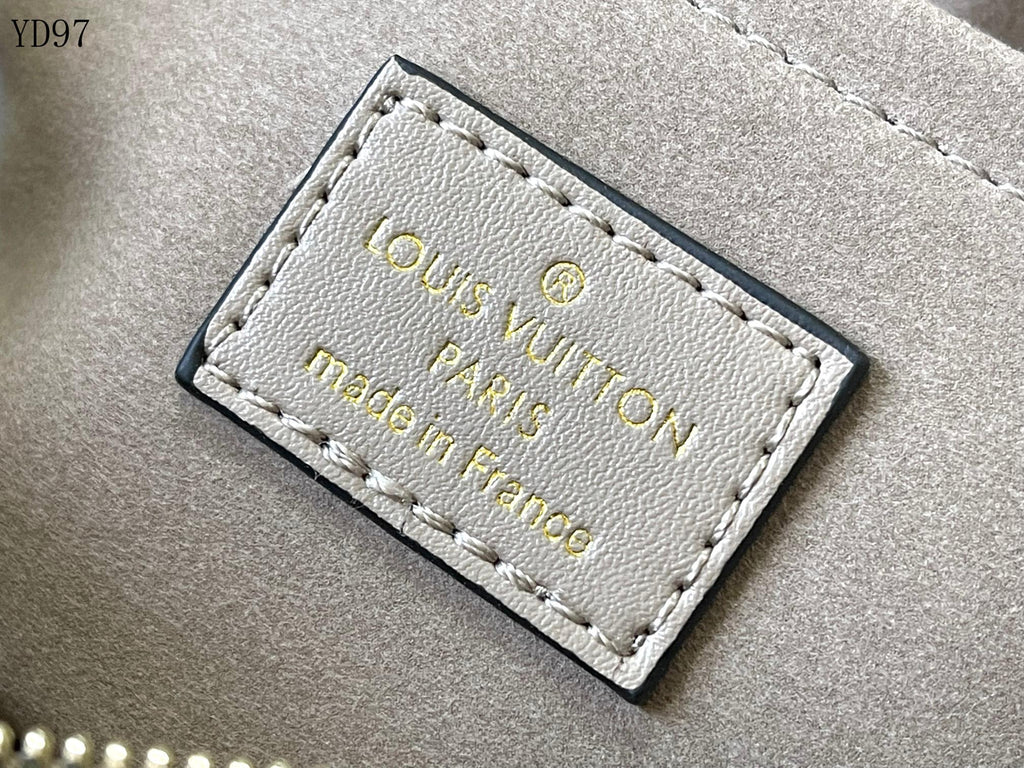 YD97
®
LOUIS VUITTON
PARIS
made in France